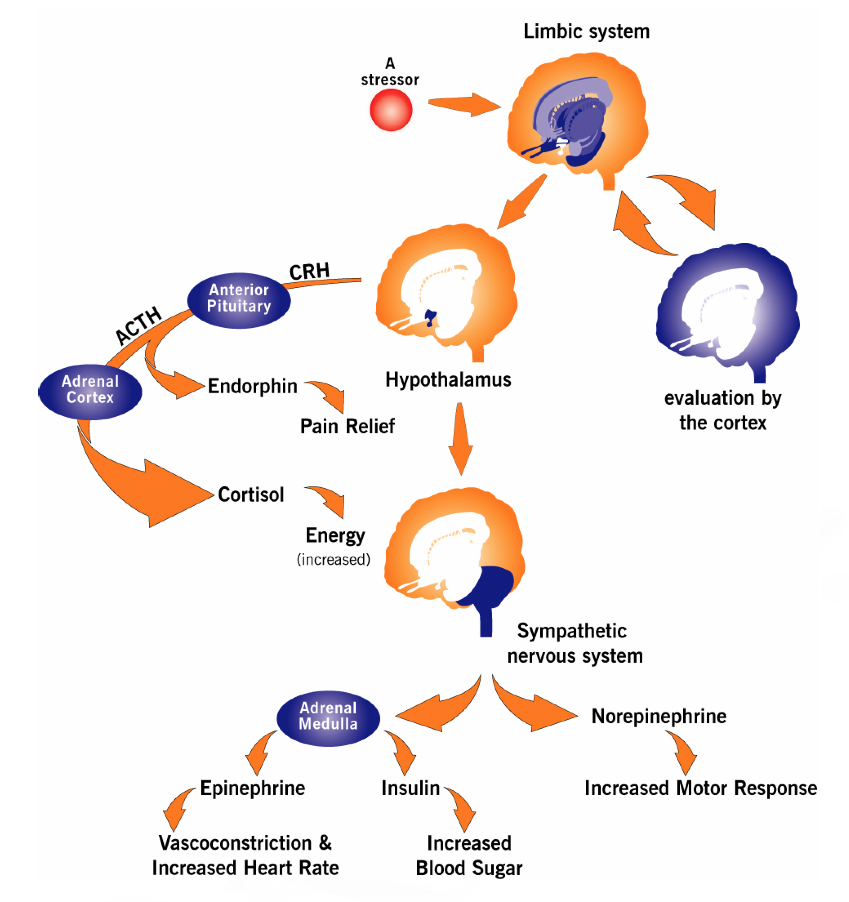 Limbic system
A
stressor
CRH
Anterior
Pituitary
ACTH
Adrenal
Cortex
Endorphin
Pain Relief
Hypothalamus
evaluation by
the cortex
Cortisol
Energy
(increased)
Sympathetic
nervous system
Adrenal
Medulla
Norepinephrine
Epinephrine
Insulin
Increased Motor Response
Vascoconstriction &
Increased Heart Rate
Increased
Blood Sugar